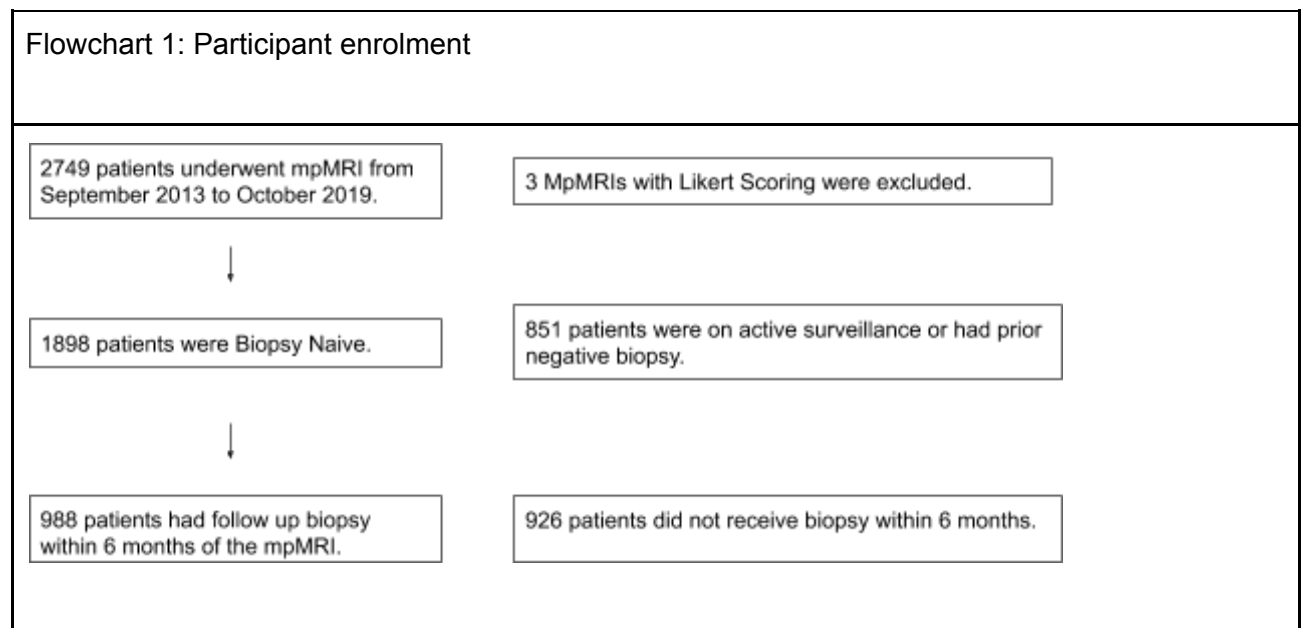 Flowchart 1: Participant enrolment
2749 patients underwent mpMRI from
September 2013 to October 2019.
3 MpMRIs with Likert Scoring were excluded.
1898 patients were Biopsy Naive.
851 patients were on active surveillance or had prior
negative biopsy.
988 patients had follow up biopsy
within 6 months of the mpMRI.
926 patients did not receive biopsy within 6 months.